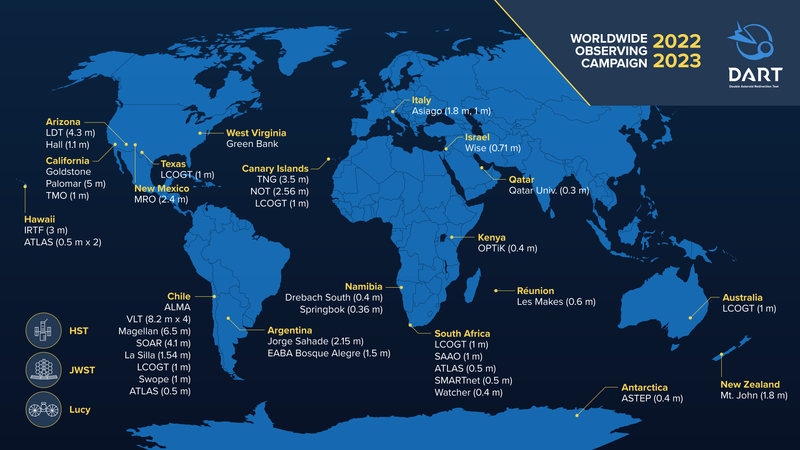 WORLDWIDE
OBSERVING
CAMPAIGN
2022
2023
DART
Double Asteroid Redirection Test
Arizona
LDT (4.3 m)
Hall (1.1 m)
California
Goldstone
Palomar (5 m)
TMO (1 m)
Texas
LCOGT (1 m)
New Mexico
MRO (2.4 m)
West Virginia
Green Bank
Hawaii
IRTF (3 m)
ATLAS (0.5 m x 2)
Canary Islands
TNG (3.5 m)
NOT (2.56 m)
LCOGT (1 m)
Italy
Asiago (1.8 m, 1 m)
Israel
Wise (0.71 m)
Qatar
Qatar Univ. (0.3 m)
Kenya
OPTiK (0.4 m)
Namibia
Drebach South (0.4 m)
Springbok (0.36 m)
Réunion
Les Makes (0.6 m)
Chile
ALMA
VLT (8.2 m x 4)
Magellan (6.5 m)
SOAR (4.1 m)
La Silla (1.54 m)
LCOGT (1 m)
Swope (1 m)
ATLAS (0.5 m)
Argentina
Jorge Sahade (2.15 m)
EABA Bosque Alegre (1.5 m)
South Africa
LCOGT (1 m)
SAAO (1 m)
ATLAS (0.5 m)
SMARTnet (0.5 m)
Watcher (0.4 m)
Australia
LCOGT (1 m)
New Zealand
Mt. John (1.8 m)
Antarctica
ASTEP (0.4 m)
HST
JWST
Lucy